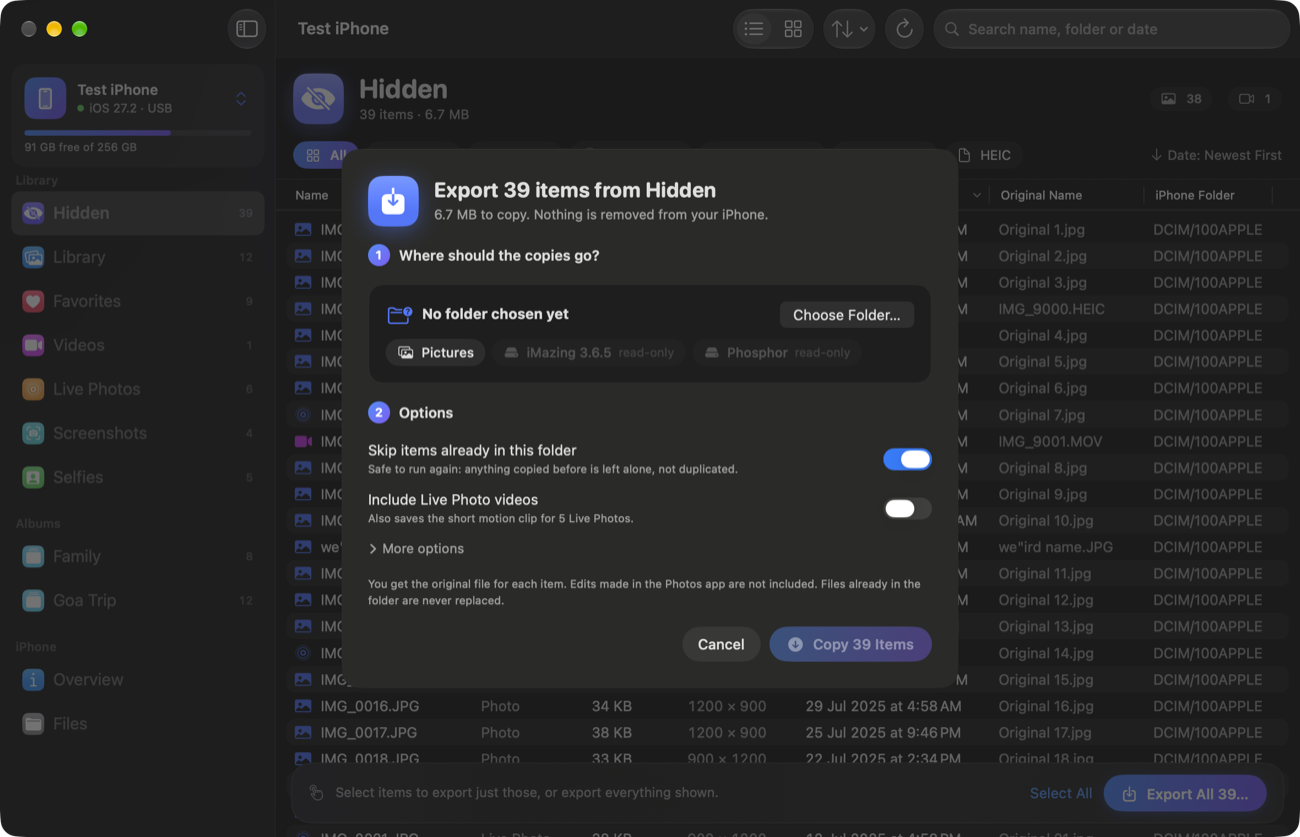 Test iPhone
Search name, folder or date
Test iPhone
iOS 27.2 · USB
91 GB free of 256 GB
Library
Hidden 39
Library 12
Favorites 9
Videos 1
Live Photos 6
Screenshots 4
Selfies 5
Albums
Family 8
Goa Trip 12
iPhone
Overview
Files
Hidden
39 items · 6.7 MB
38 1
All HEIC
Date: Newest First
Name Original Name iPhone Folder
Original 1.jpg DCIM/100APPLE
Original 2.jpg DCIM/100APPLE
Original 3.jpg DCIM/100APPLE
IMG_9000.HEIC DCIM/100APPLE
Original 4.jpg DCIM/100APPLE
Original 5.jpg DCIM/100APPLE
Original 6.jpg DCIM/100APPLE
Original 7.jpg DCIM/100APPLE
IMG_9001.MOV DCIM/100APPLE
Original 8.jpg DCIM/100APPLE
Original 9.jpg DCIM/100APPLE
AM Original 10.jpg DCIM/100APPLE
we"ird name.JPG DCIM/100APPLE
Original 11.jpg DCIM/100APPLE
Original 12.jpg DCIM/100APPLE
Original 13.jpg DCIM/100APPLE
Original 14.jpg DCIM/100APPLE
Original 15.jpg DCIM/100APPLE
IMG_0016.JPG Photo 34 KB 1200 × 900 29 Jul 2025 at 4:58 AM Original 16.jpg DCIM/100APPLE
IMG_0017.JPG Photo 38 KB 1200 × 900 25 Jul 2025 at 9:46 PM Original 17.jpg DCIM/100APPLE
IMG_0018.JPG Photo 33 KB 900 × 1200 22 Jul 2025 at 2:34 PM Original 18.jpg DCIM/100APPLE
Export 39 items from Hidden
6.7 MB to copy. Nothing is removed from your iPhone.
1 Where should the copies go?
No folder chosen yet
Choose Folder...
Pictures iMazing 3.6.5 read-only Phosphor read-only
2 Options
Skip items already in this folder
Safe to run again: anything copied before is left alone, not duplicated.
Include Live Photo videos
Also saves the short motion clip for 5 Live Photos.
More options
You get the original file for each item. Edits made in the Photos app are not included. Files already in the
folder are never replaced.
Cancel Copy 39 Items
Select items to export just those, or export everything shown.
Select All Export All 39...